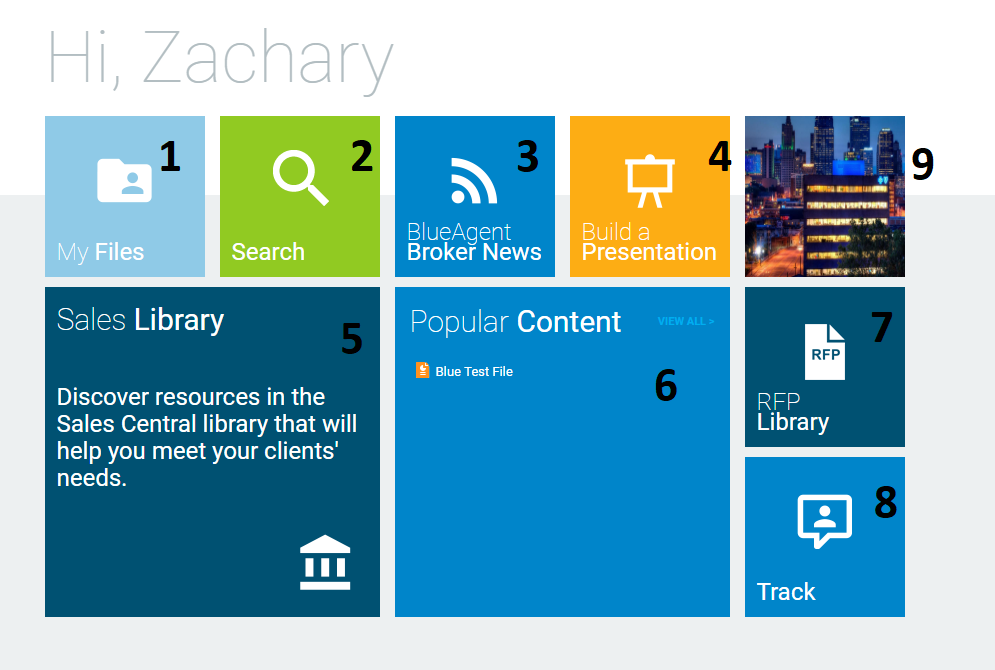 Hi, Zachary
1
My Files
2
Search
3
BlueAgent
Broker News
4
Build a
Presentation
9
Sales Library
5
Discover resources in the
Sales Central library that will
help you meet your clients'
needs.
Popular Content
VIEW ALL >
Blue Test File
6
7
RFP
RFP
Library
8
Track